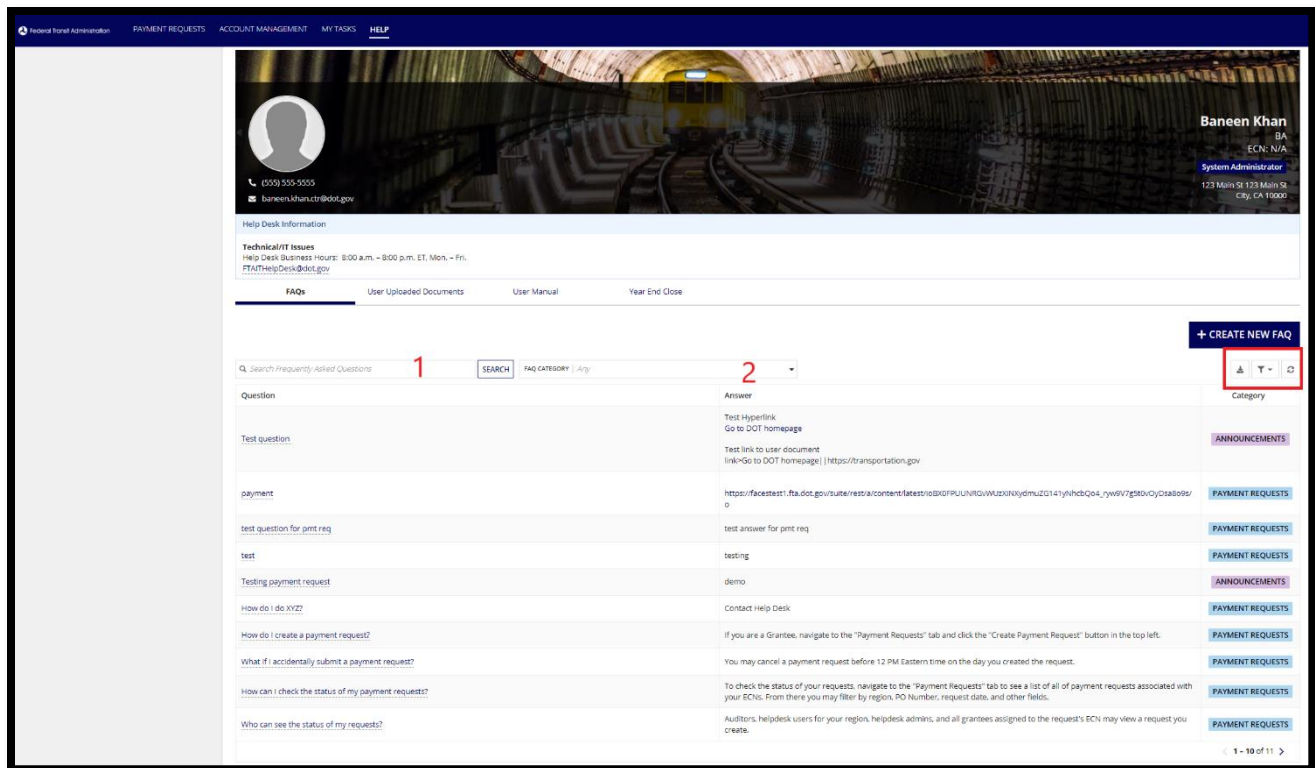 Federal Transit Administration PAYMENT REQUESTS ACCOUNT MANAGEMENT MY TASKS HELP
Baneen Khan
BA
ECN: N/A
System Administrator
(555) 555-5555
123 Main St 123 Main St
baneen.khan.ctr@dot.gov
City, CA 10000
Help Desk Information
Technical/IT Issues
Help Desk Business Hours: 8:00 a.m. – 8:00 p.m. ET, Mon. – Fri.
FTAITHelpDesk@dot.gov
FAQs User Uploaded Documents User Manual Year End Close
+ CREATE NEW FAQ
Search Frequently Asked Questions 1 SEARCH FAQ CATEGORY | Any 2
Question Answer Category
Test question
Test Hyperlink
Go to DOT homepage
Test link to user document
link>Go to DOT homepage||https://transportation.gov
ANNOUNCEMENTS
payment
PAYMENT REQUESTS
test question for pmt req test answer for pmt req PAYMENT REQUESTS
test testing PAYMENT REQUESTS
Testing payment request demo ANNOUNCEMENTS
How do I do XYZ? Contact Help Desk PAYMENT REQUESTS
How do I create a payment request? If you are a Grantee, navigate to the "Payment Requests" tab and click the "Create Payment Request" button in the top left. PAYMENT REQUESTS
What if I accidentally submit a payment request? You may cancel a payment request before 12 PM Eastern time on the day you created the request. PAYMENT REQUESTS
How can I check the status of my payment requests?
To check the status of your requests, navigate to the "Payment Requests" tab to see a list of all of payment requests associated with
your ECNs. From there you may filter by region, PO Number, request date, and other fields.
PAYMENT REQUESTS
Who can see the status of my requests?
Auditors, helpdesk users for your region, helpdesk admins, and all grantees assigned to the request's ECN may view a request you
create.
PAYMENT REQUESTS
1 – 10 of 11